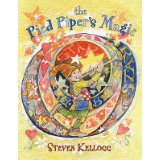 the
Pied Piper's Magic
STEVEN KELLOGG